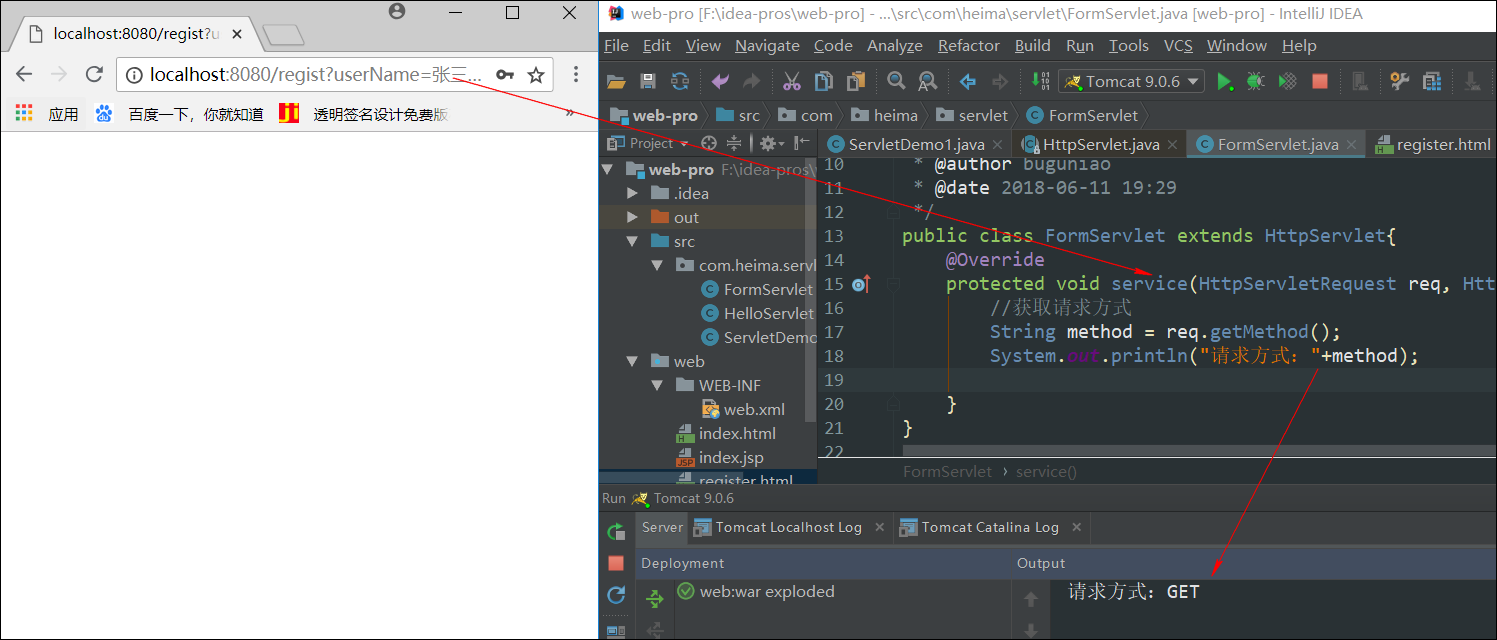 localhost:8080/regist?u
localhost:8080/regist?userName=张三...
应用 百度一下，你就知道 透明签名设计免费版 »
web-pro [F:\idea-pros\web-pro] - ...\src\com\heima\servlet\FormServlet.java [web-pro] - IntelliJ IDEA
File Edit View Navigate Code Analyze Refactor Build Run Tools VCS Window Help
Tomcat 9.0.6
web-pro src com heima servlet FormServlet
Project
ServletDemo1.java HttpServlet.java FormServlet.java register.html
web-pro F:\idea-pros\
.idea
out
src
com.heima.servl
FormServlet
HelloServlet
ServletDemo
web
WEB-INF
web.xml
index.html
index.jsp
register.html
10 * @author buguniao
11 * @date 2018-06-11 19:29
12 */
13 public class FormServlet extends HttpServlet{
14 @Override
15 protected void service(HttpServletRequest req, Htt
16 //获取请求方式
17 String method = req.getMethod();
18 System.out.println("请求方式："+method);
19
20 }
21 }
22
FormServlet › service()
Run Tomcat 9.0.6
Server Tomcat Localhost Log Tomcat Catalina Log
Deployment Output
web:war exploded
请求方式：GET